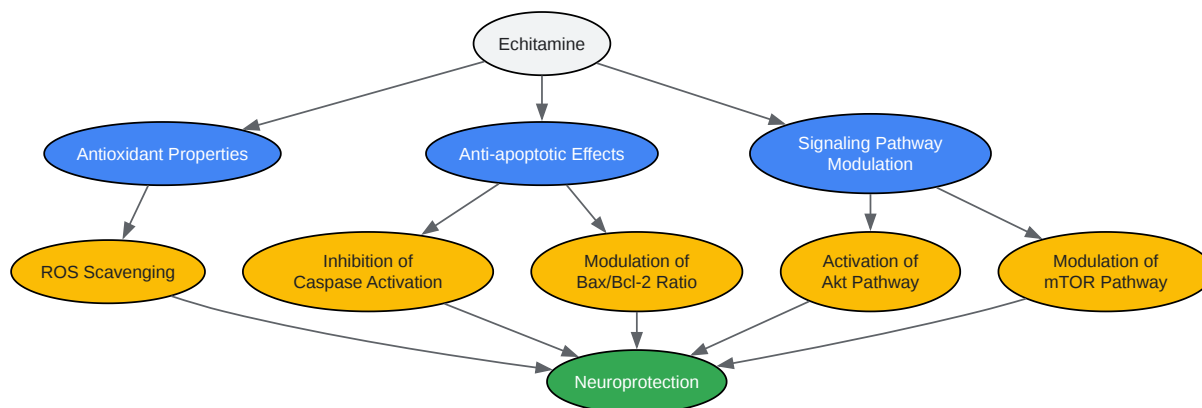 Echitamine
Antioxidant Properties
Anti-apoptotic Effects
Signaling Pathway
Modulation
ROS Scavenging
Inhibition of
Caspase Activation
Modulation of
Bax/Bcl-2 Ratio
Activation of
Akt Pathway
Modulation of
mTOR Pathway
Neuroprotection